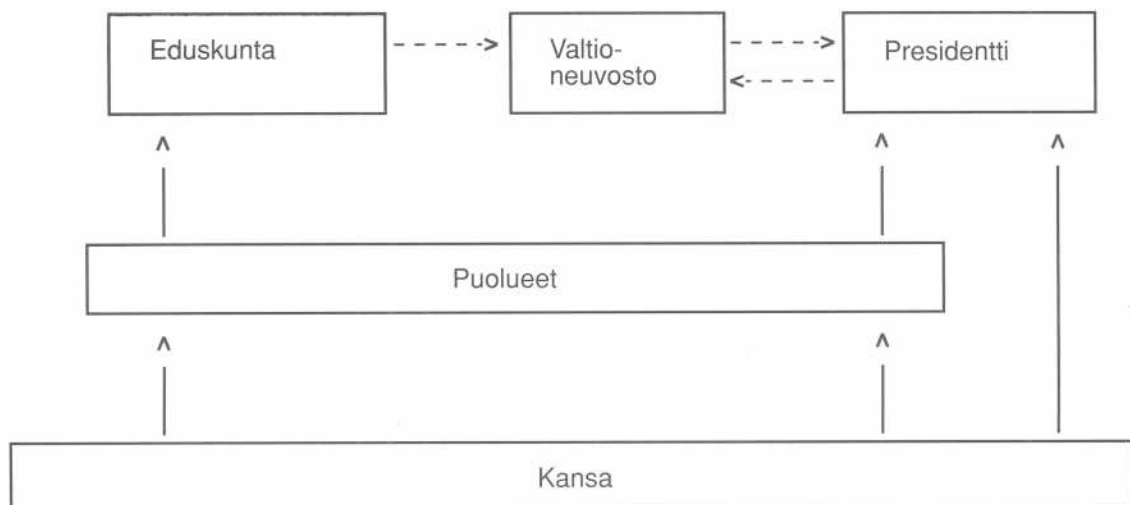 Eduskunta
Valtio-
neuvosto
Presidentti
Puolueet
Kansa